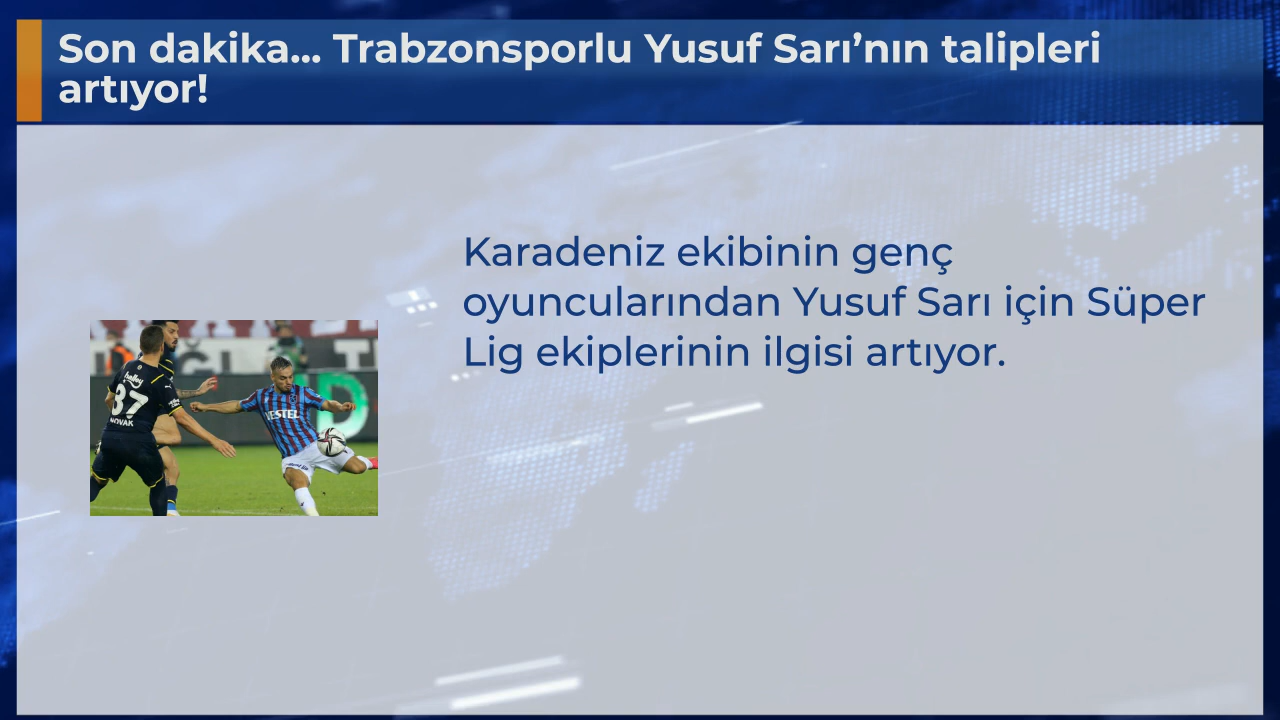 Son dakika... Trabzonsporlu Yusuf Sarı’nın talipleri
artıyor!
Karadeniz ekibinin genç
oyuncularından Yusuf Sarı için Süper
Lig ekiplerinin ilgisi artıyor.
37
NOVAK
VESTEL